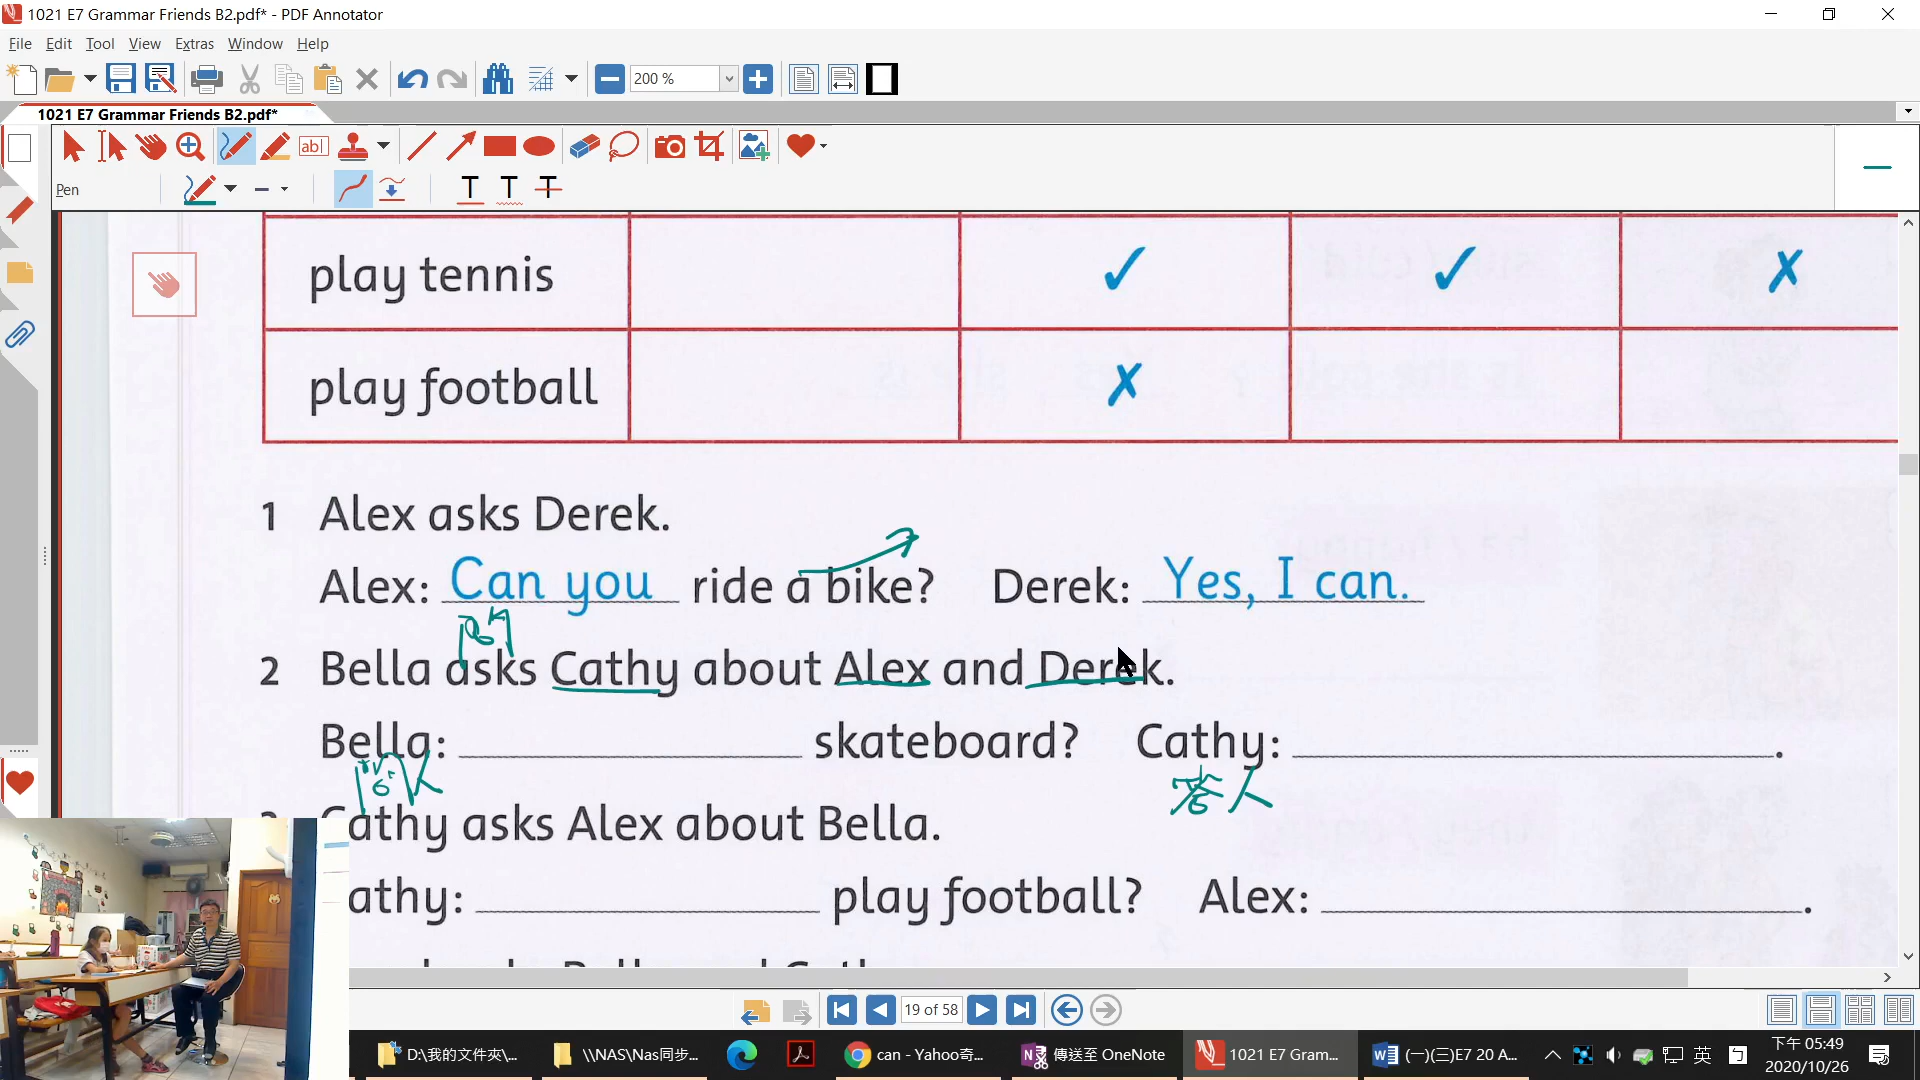 1021 E7 Grammar Friends B2.pdf* - PDF Annotator
File Edit Tool View Extras Window Help
200 %
1021 E7 Grammar Friends B2.pdf*
Pen
play tennis ✓ ✓ ✗
play football ✗
1 Alex asks Derek.
Alex: Can you ride a bike? Derek: Yes, I can.
問
2 Bella asks Cathy about Alex and Derek.
Bella: skateboard? Cathy: .
問人 答人
Cathy asks Alex about Bella.
athy: play football? Alex: .
19 of 58
D:\我的文件夾\... \\NAS\Nas同步... can - Yahoo奇... 傳送至 OneNote 1021 E7 Gram... (一)(三)E7 20 A... 英 下午 05:49
2020/10/26